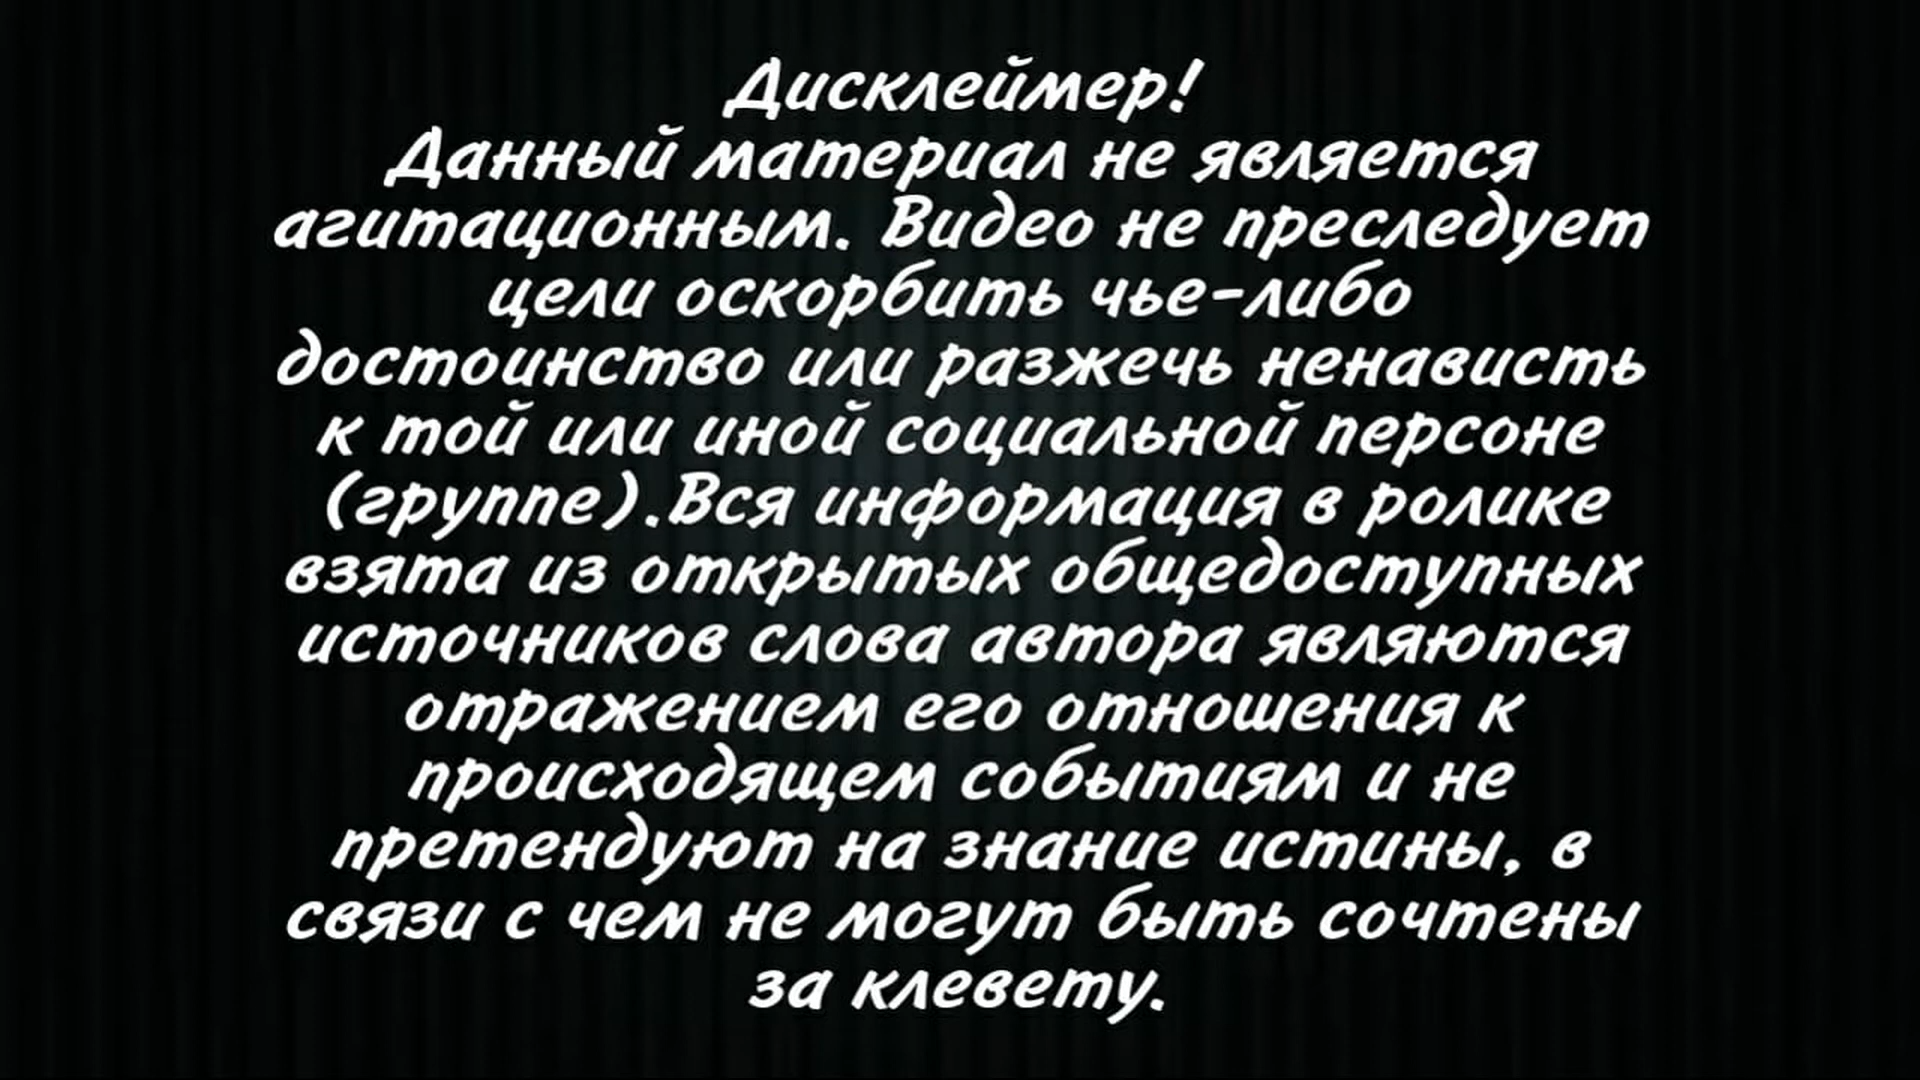 Дисклеймер!
Данный материал не является
агитационным. Видео не преследует
цели оскорбить чье-либо
достоинство или разжечь ненависть
к той или иной социальной персоне
(группе).Вся информация в ролике
взята из открытых общедоступных
источников слова автора являются
отражением его отношения к
происходящем событиям и не
претендуют на знание истины, в
связи с чем не могут быть сочтены
за клевету.